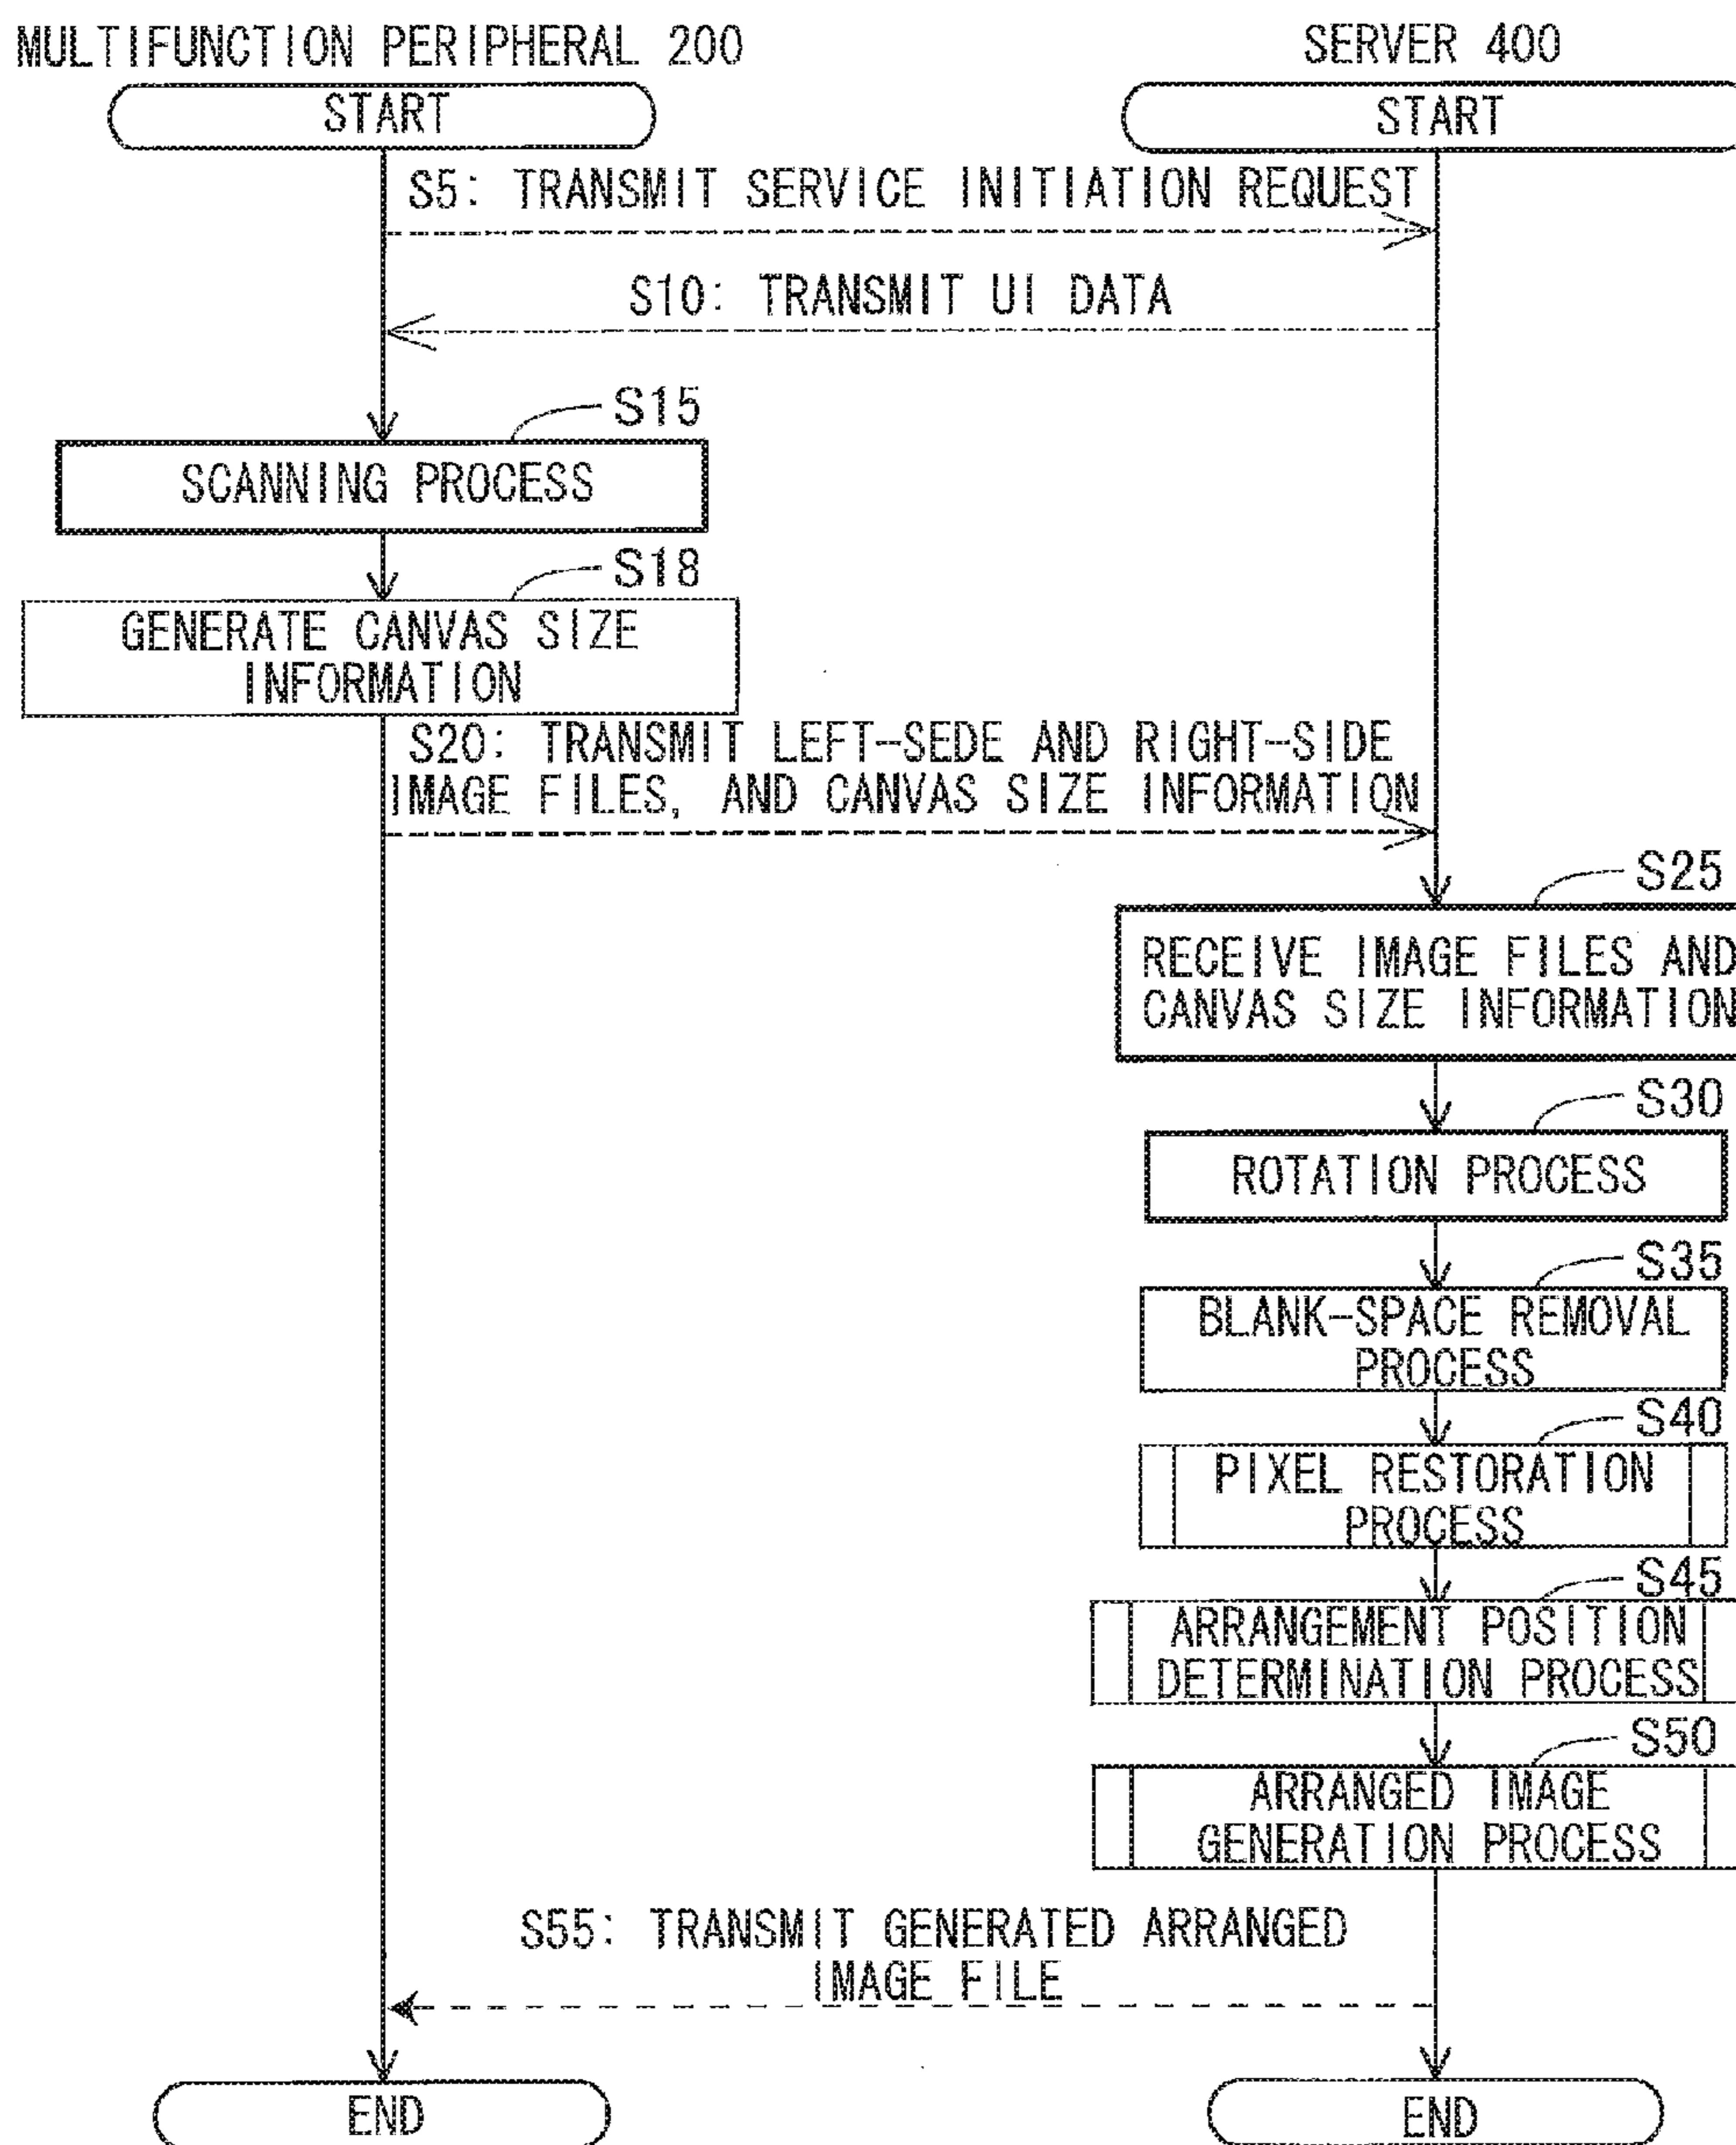 MULTIFUNCTION PERIPHERAL 200
SERVER 400
START
START
S5: TRANSMIT SERVICE INITIATION REQUEST
S10: TRANSMIT UI DATA
S15
SCANNING PROCESS
S18
GENERATE CANVAS SIZE
INFORMATION
S20: TRANSMIT LEFT-SEDE AND RIGHT-SIDE
IMAGE FILES, AND CANVAS SIZE INFORMATION
S25
RECEIVE IMAGE FILES AND
CANVAS SIZE INFORMATION
S30
ROTATION PROCESS
S35
BLANK-SPACE REMOVAL
PROCESS
S40
PIXEL RESTORATION
PROCESS
S45
ARRANGEMENT POSITION
DETERMINATION PROCESS
S50
ARRANGED IMAGE
GENERATION PROCESS
S55: TRANSMIT GENERATED ARRANGED
IMAGE FILE
END
END